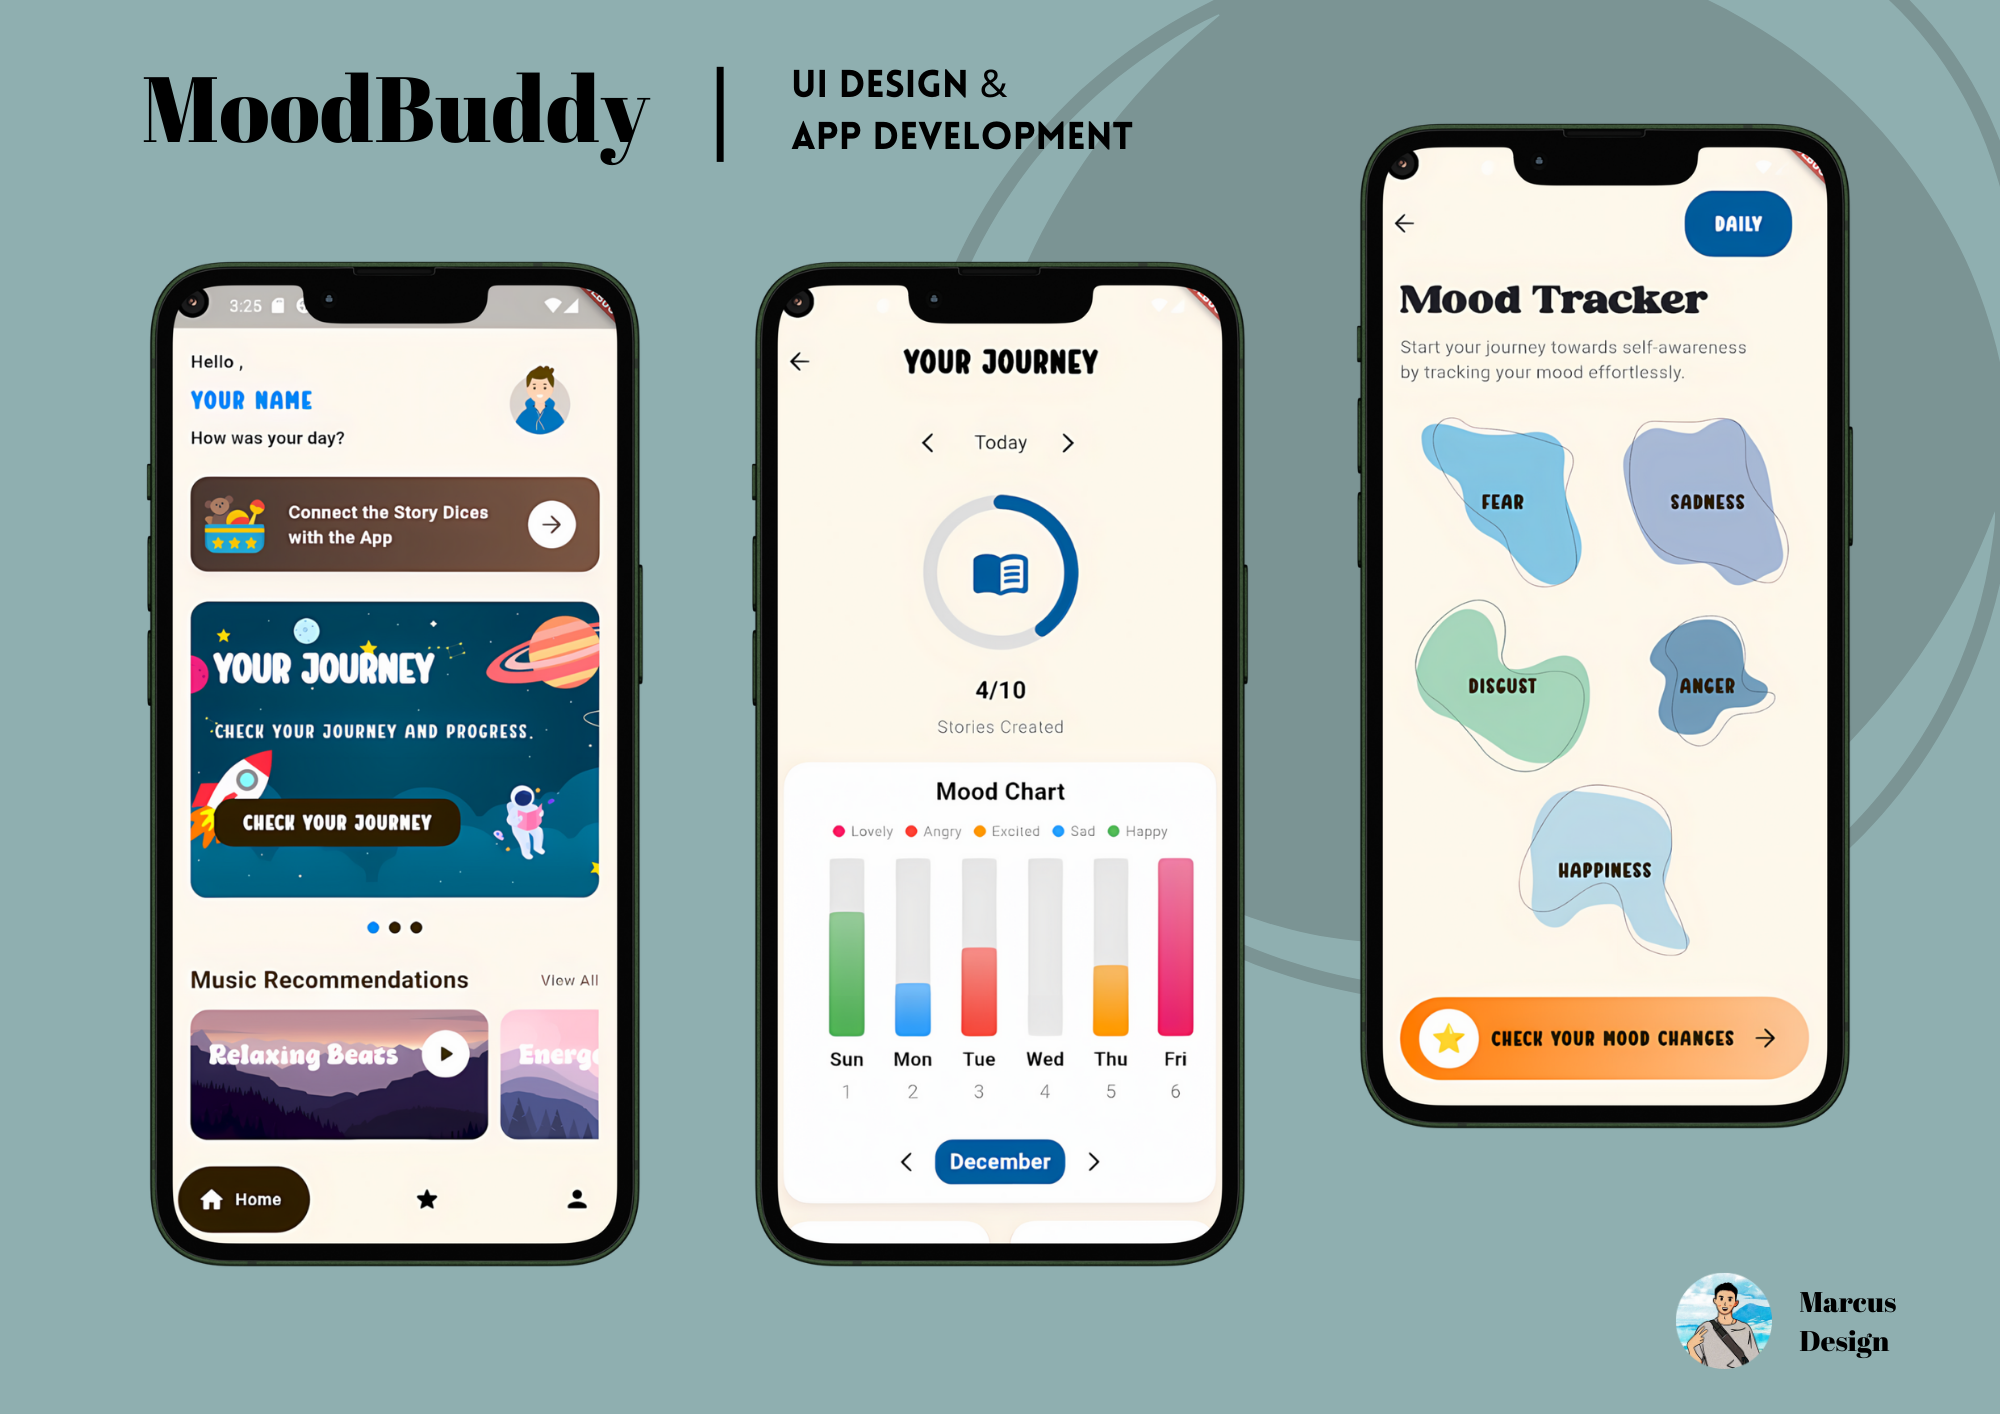 MoodBuddy
UI DESIGN &
APP DEVELOPMENT
3:25
Hello ,
YOUR NAME
How was your day?
Connect the Story Dices
with the App
YOUR JOURNEY
CHECK YOUR JOURNEY AND PROGRESS.
CHECK YOUR JOURNEY
Music Recommendations
View All
Relaxing Beats
Energ
Home
YOUR JOURNEY
Today
4/10
Stories Created
Mood Chart
Lovely Angry Excited Sad Happy
Sun Mon Tue Wed Thu Fri
1 2 3 4 5 6
December
DAILY
Mood Tracker
Start your journey towards self-awareness
by tracking your mood effortlessly.
FEAR
SADNESS
DISGUST
ANGER
HAPPINESS
CHECK YOUR MOOD CHANGES
Marcus
Design